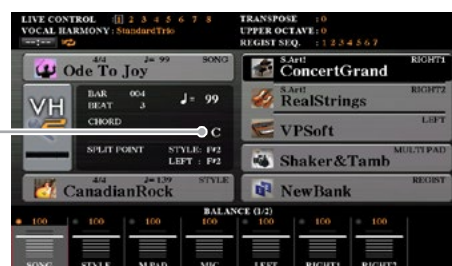 LIVE CONTROL :1 2 3 4 5 6 7 8 TRANSPOSE :0
VOCAL HARMONY:StandardTrio UPPER OCTAVE:0
--:-- REGIST SEQ. :1 2 3 4 5 6 7
4/4 ♩= 99 SONG
Ode To Joy
S.Art! RIGHT1
ConcertGrand
VH
BAR 004
BEAT 3
♩= 99
CHORD
C
SPLIT POINT STYLE: F#2
LEFT : F#2
S.Art! RIGHT2
RealStrings
LEFT
VPSoft
MULTI PAD
Shaker&Tamb
4/4 ♩=139 STYLE
CanadianRock
REGIST
NewBank
BALANCE (1/2)
100 100 100 100 100 100 100
SONG STYLE M.PAD MIC LEFT RIGHT1 RIGHT2